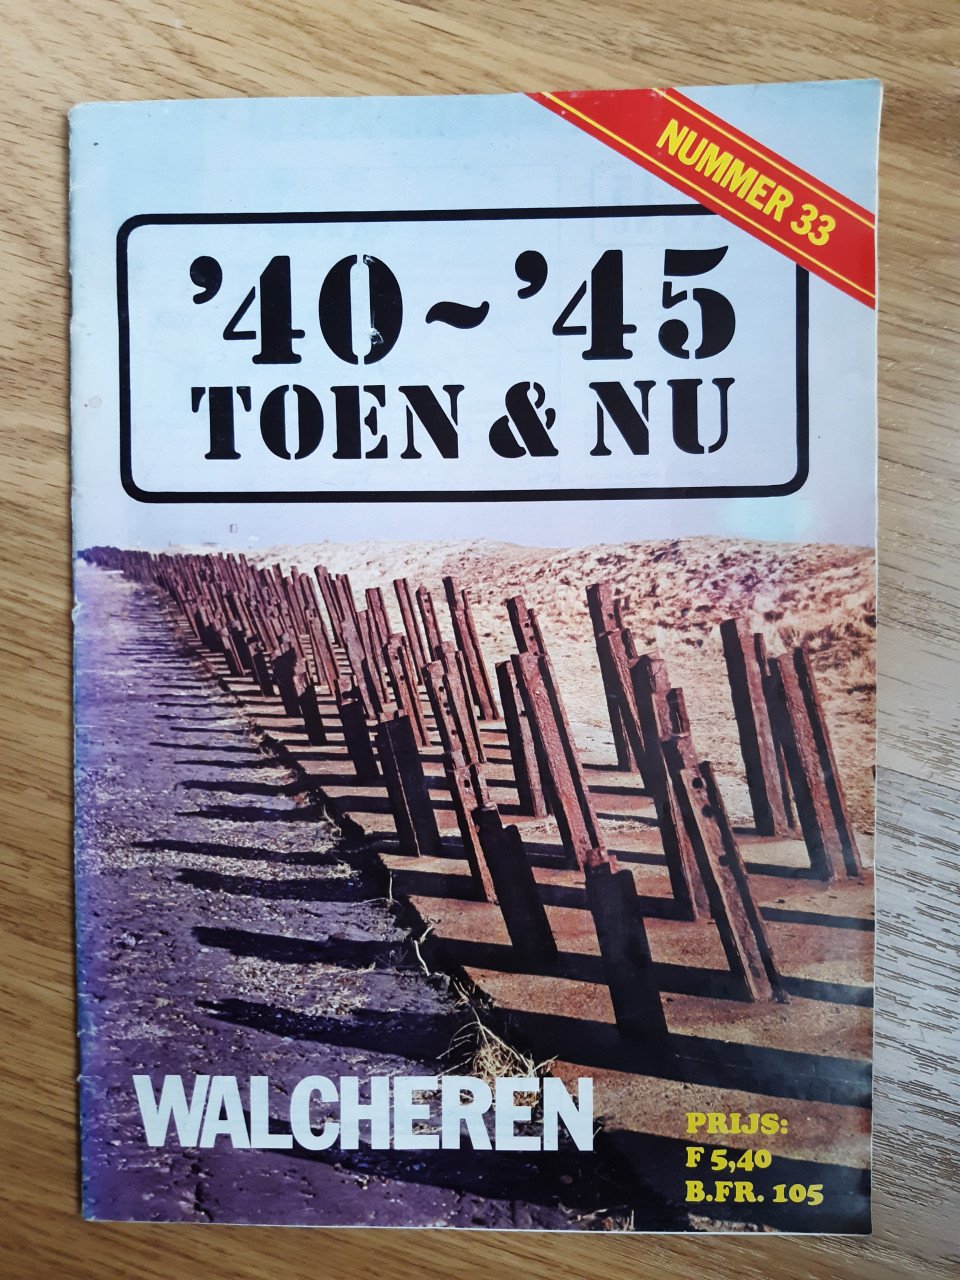 NUMMER 33
'40~'45
TOEN & NU
WALCHEREN
PRIJS:
F 5,40
B.FR. 105